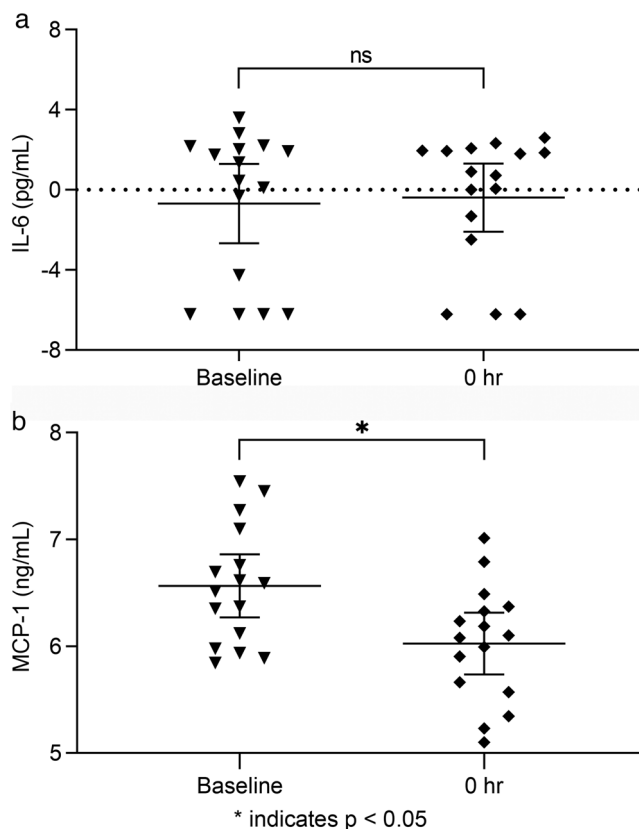 a
8
ns
4
0
-4
-8
IL-6 (pg/mL)
Baseline 0 hr
b
8
*
7
6
5
MCP-1 (ng/mL)
Baseline 0 hr
* indicates p < 0.05